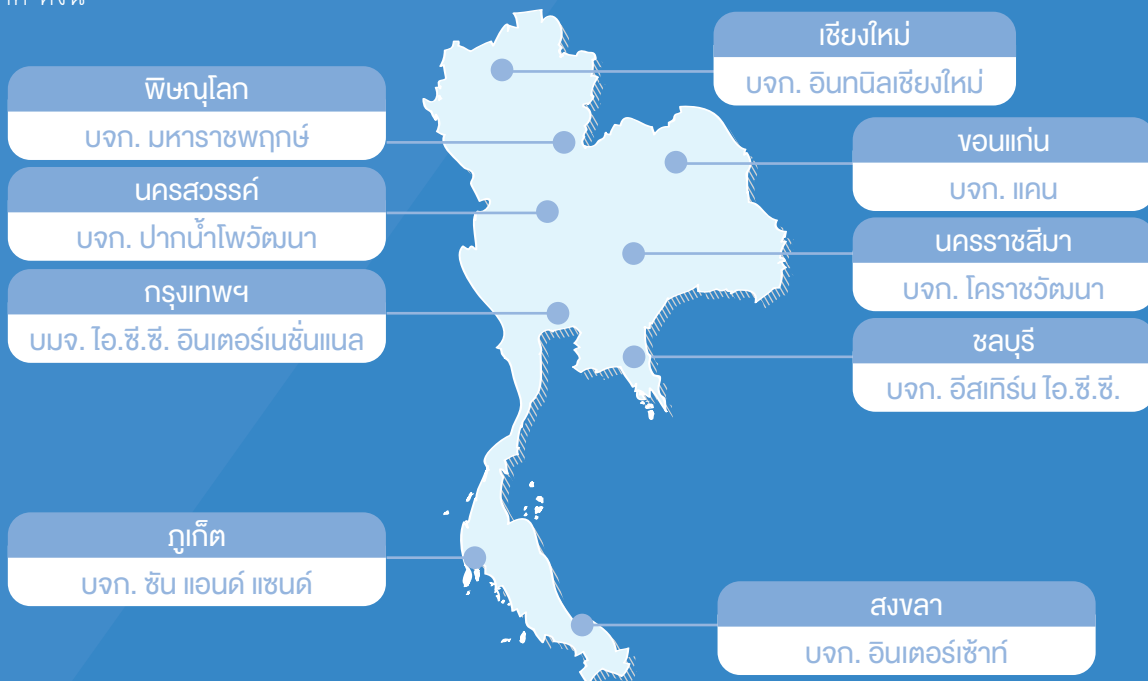 เชียงใหม่
บจก. อินทนิลเชียงใหม่
พิษณุโลก
บจก. มหาราชพฤกษ์
ขอนแก่น
บจก. แคน
นครสวรรค์
บจก. ปากน้ำโพวัฒนา
นครราชสีมา
บจก. โคราชวัฒนา
กรุงเทพฯ
บมจ. ไอ.ซี.ซี. อินเตอร์เนชั่นแนล
ชลบุรี
บจก. อีสเทิร์น ไอ.ซี.ซี.
ภูเก็ต
บจก. ซัน แอนด์ แซนด์
สงขลา
บจก. อินเตอร์เซ้าท์